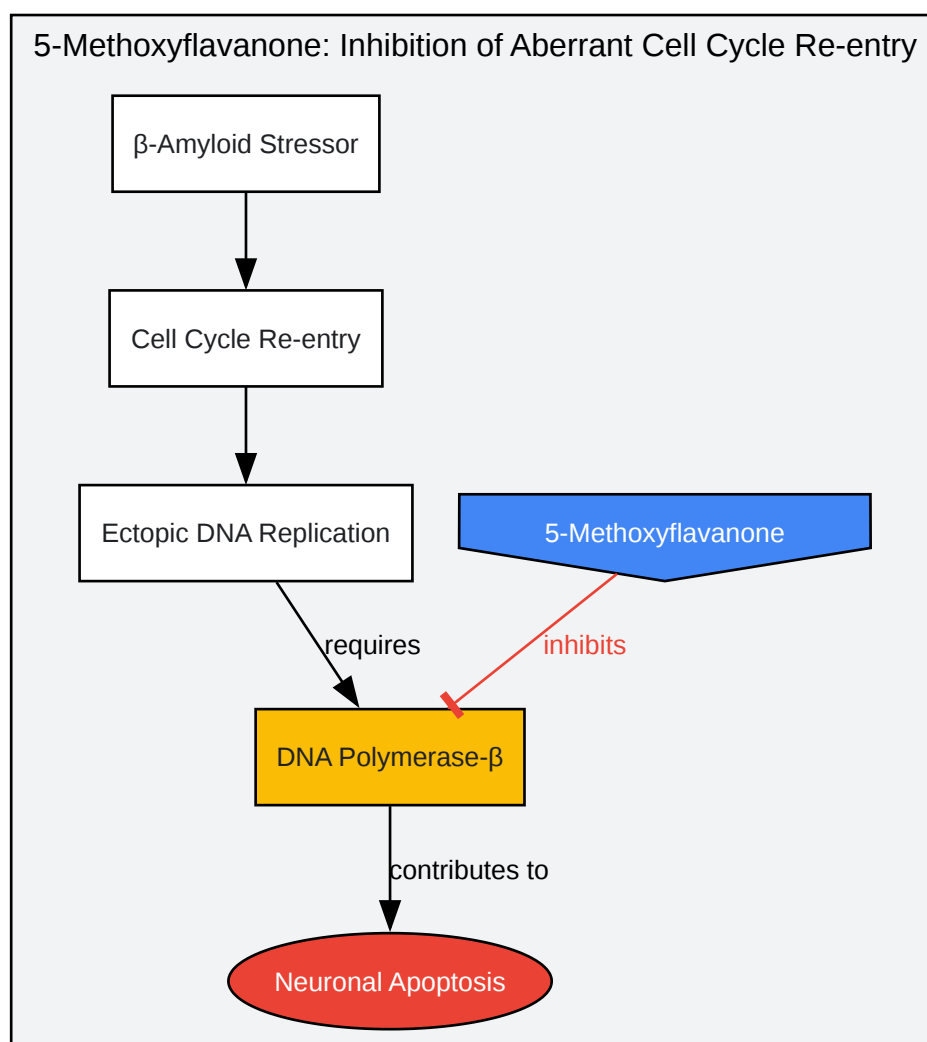 5-Methoxyflavanone: Inhibition of Aberrant Cell Cycle Re-entry
β-Amyloid Stressor
Cell Cycle Re-entry
Ectopic DNA Replication
5-Methoxyflavanone
requires
inhibits
DNA Polymerase-β
contributes to
Neuronal Apoptosis